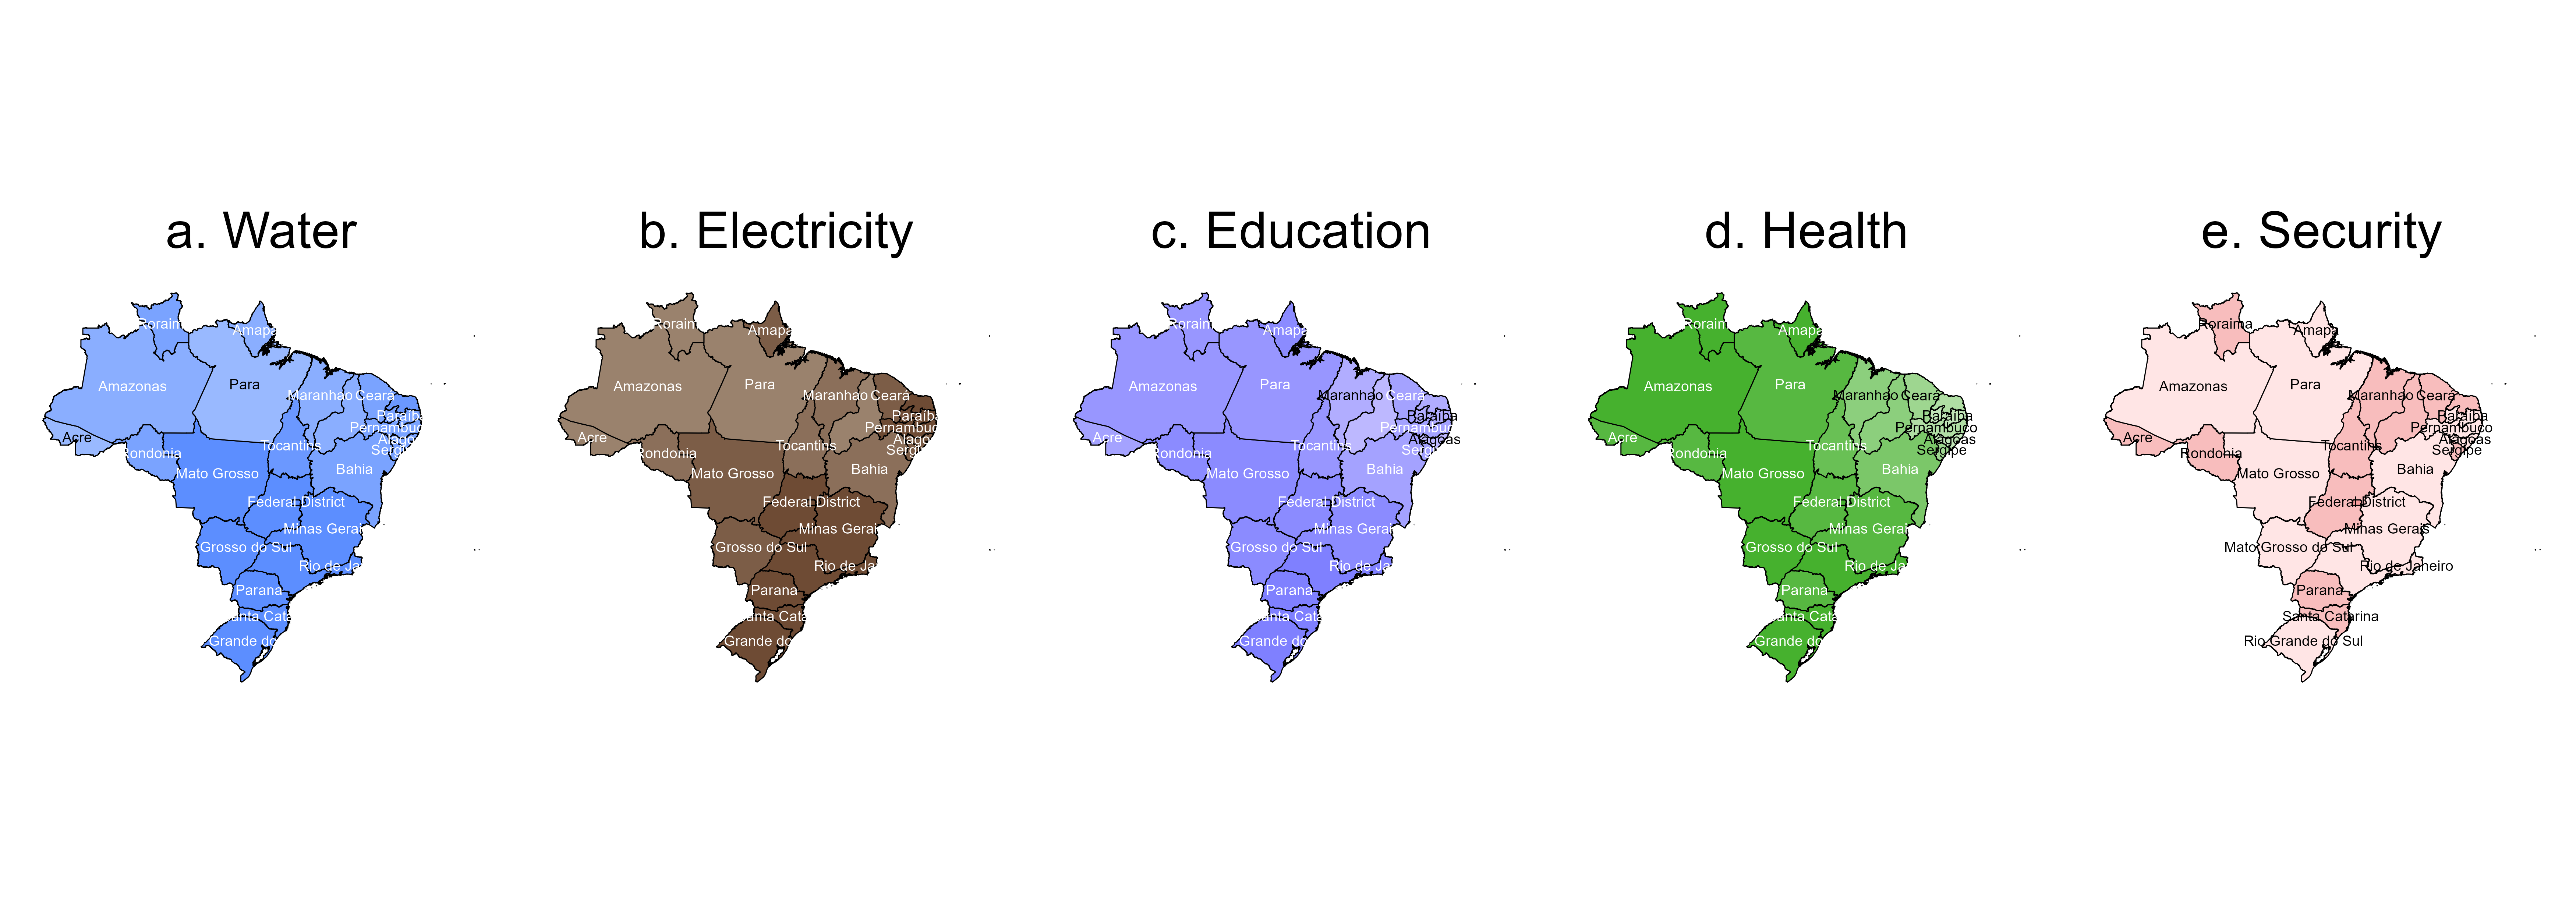 a. Water
Roraim
Amapa
Amazonas
Para
Maranhao
Ceara
Paraiba
Pernambuc
Acre
Alago
Tocantins
Sergi
Rondonia
Bahia
Mato Grosso
Federal District
Minas Gerai
Grosso do Sul
Rio de Ja
Parana
anta Cata
Grande do
b. Electricity
Roraim
Amapa
Amazonas
Para
Maranhao
Ceara
Paraiba
Pernambuc
Acre
Alago
Tocantins
Sergi
Rondonia
Bahia
Mato Grosso
Federal District
Minas Gerai
Grosso do Sul
Rio de Ja
Parana
anta Cata
Grande do
c. Education
Roraim
Amapa
Amazonas
Para
Maranhao
Ceara
Paraiba
Pernambuc
Acre
Alagoas
Tocantins
Sergi
Rondonia
Bahia
Mato Grosso
Federal District
Minas Gerai
Grosso do Sul
Rio de Ja
Parana
anta Cata
Grande do
d. Health
Roraim
Amapa
Amazonas
Para
Maranhao
Ceara
Paraiba
Pernambuco
Acre
Alagoas
Tocantins
Sergipe
Rondonia
Bahia
Mato Grosso
Federal District
Minas Gerai
Grosso do Sul
Rio de Ja
Parana
anta Cata
Grande do
e. Security
Roraima
Amapa
Amazonas
Para
Maranhao
Ceara
Paraiba
Pernambuco
Acre
Alagoas
Tocantins
Sergipe
Rondonia
Bahia
Mato Grosso
Federal District
Minas Gerais
Mato Grosso do Sul
Rio de Janeiro
Parana
Santa Catarina
Rio Grande do Sul